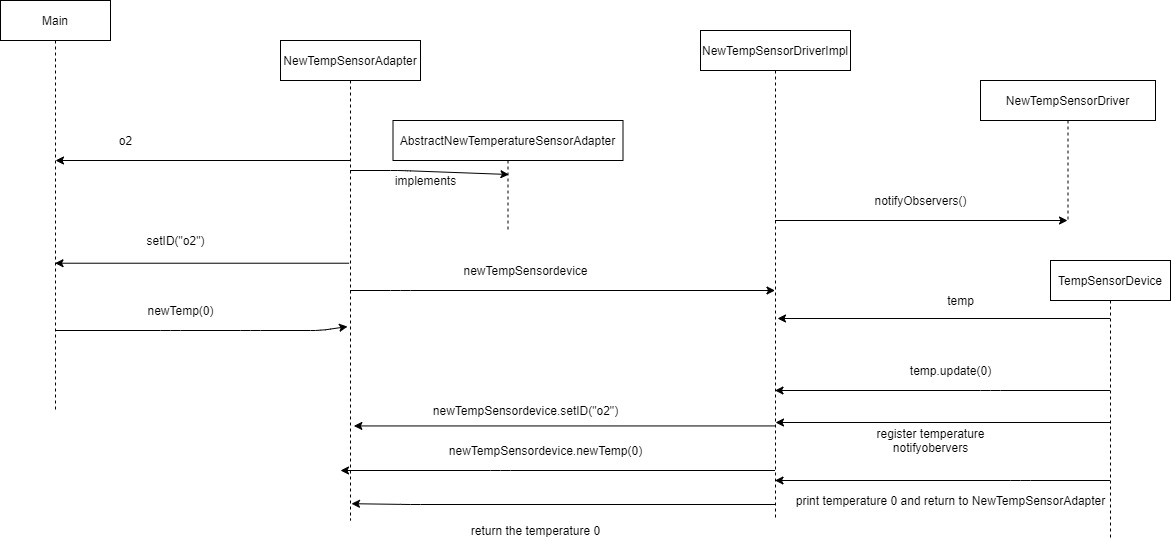 Main
NewTempSensorAdapter
NewTempSensorDriverImpl
NewTempSensorDriver
o2
AbstractNewTemperatureSensorAdapter
implements
notifyObservers()
setID("o2")
newTempSensordevice
TempSensorDevice
newTemp(0)
temp
temp.update(0)
newTempSensordevice.setID("o2")
register temperature
notifyobervers
newTempSensordevice.newTemp(0)
print temperature 0 and return to NewTempSensorAdapter
return the temperature 0